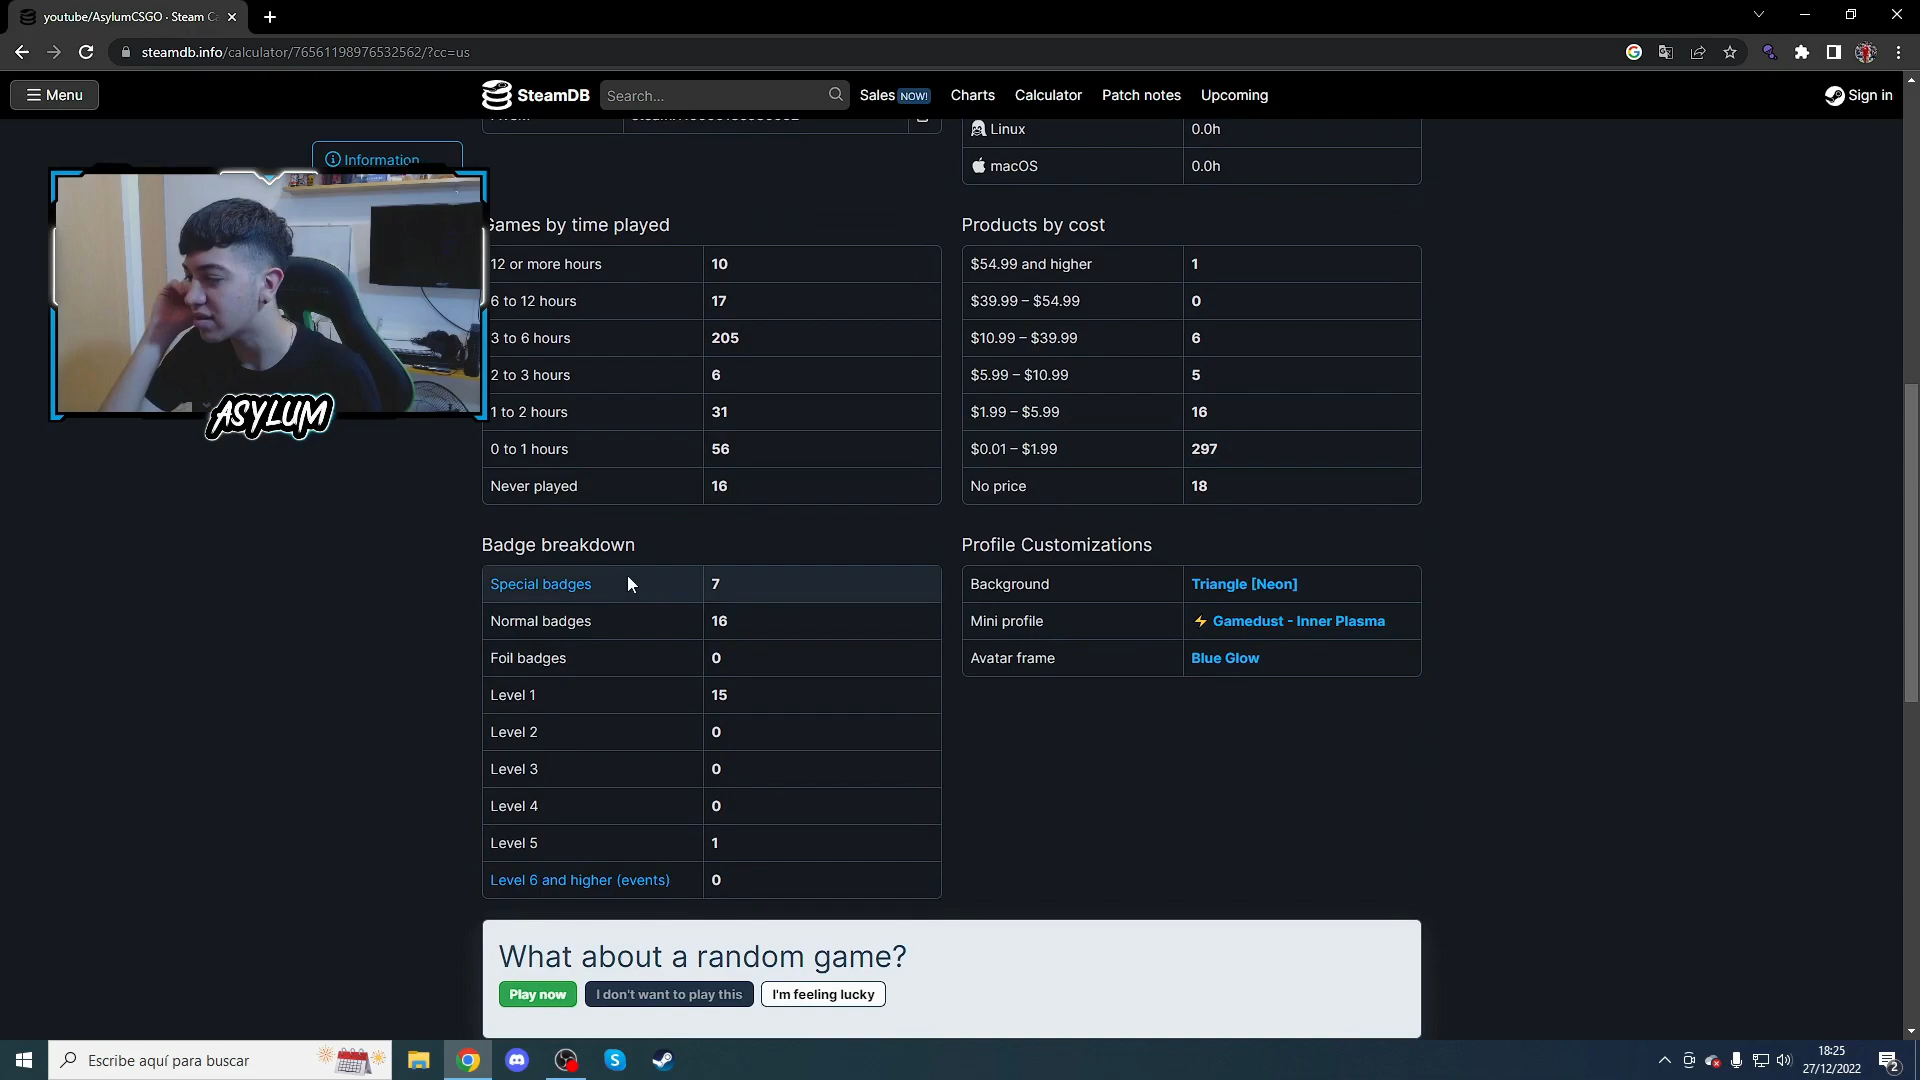 youtube/AsylumCSGO · Steam C
steamdb.info/calculator/76561198976532562/?cc=us
Menu
SteamDB
Search...
Sales NOW!
Charts
Calculator
Patch notes
Upcoming
Sign in
Linux 0.0h
macOS 0.0h
Information
ASYLUM
Games by time played
12 or more hours 10
6 to 12 hours 17
3 to 6 hours 205
2 to 3 hours 6
1 to 2 hours 31
0 to 1 hours 56
Never played 16
Products by cost
$54.99 and higher 1
$39.99 – $54.99 0
$10.99 – $39.99 6
$5.99 – $10.99 5
$1.99 – $5.99 16
$0.01 – $1.99 297
No price 18
Badge breakdown
Special badges 7
Normal badges 16
Foil badges 0
Level 1 15
Level 2 0
Level 3 0
Level 4 0
Level 5 1
Level 6 and higher (events) 0
Profile Customizations
Background Triangle [Neon]
Mini profile ⚡ Gamedust - Inner Plasma
Avatar frame Blue Glow
What about a random game?
Play now
I don't want to play this
I'm feeling lucky
Escribe aquí para buscar
18:25
27/12/2022
2